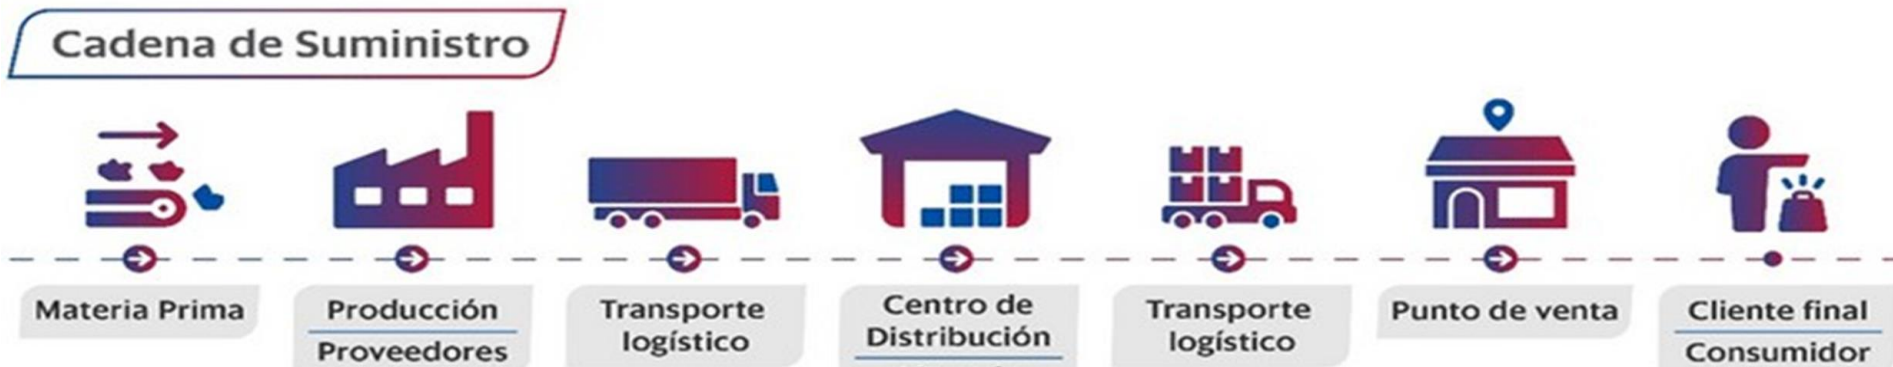 Cadena de Suministro
Materia Prima
Producción
Proveedores
Transporte
logístico
Centro de
Distribución
Transporte
logístico
Punto de venta
Cliente final
Consumidor